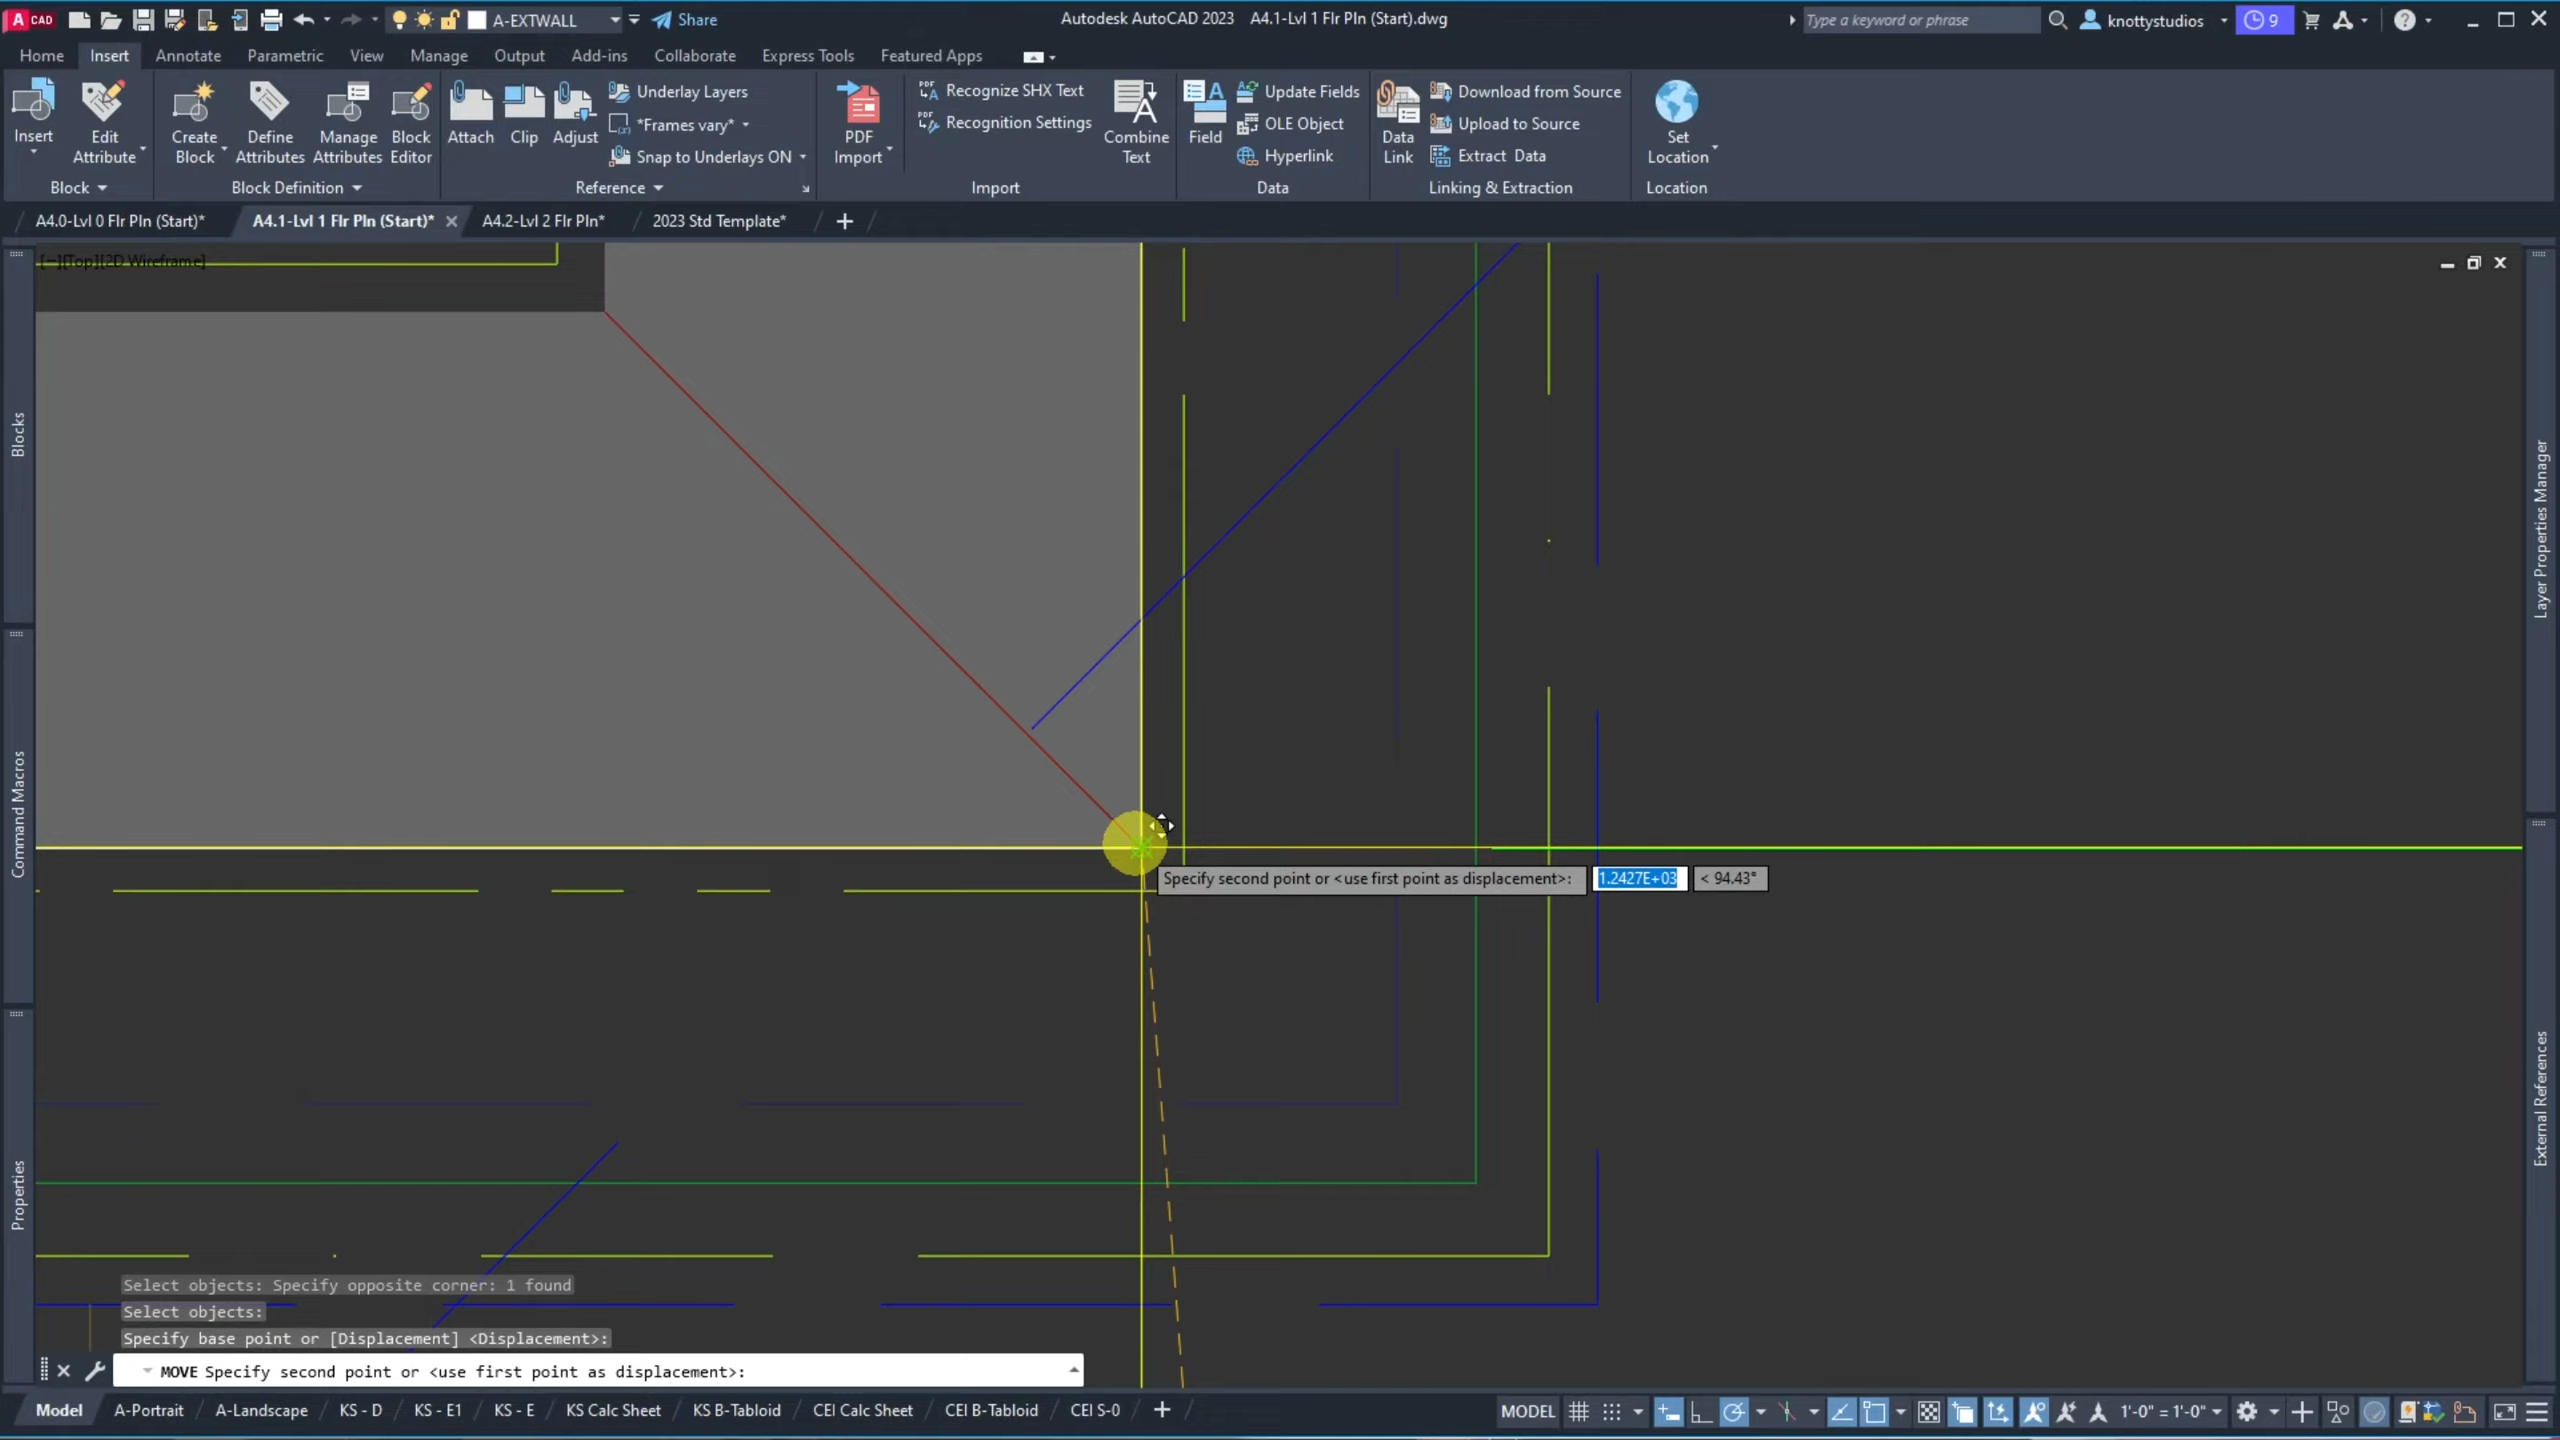 A CAD
A-EXTWALL
Share
Autodesk AutoCAD 2023 A4.1-Lvl 1 Flr Pln (Start).dwg
Type a keyword or phrase
knottystudios
9
Home Insert Annotate Parametric View Manage Output Add-ins Collaborate Express Tools Featured Apps
Insert
Edit Attribute
Create Block
Define Attributes
Manage Attributes
Block Editor
Attach
Clip
Adjust
Underlay Layers
*Frames vary*
Snap to Underlays ON
PDF Import
Recognize SHX Text
Recognition Settings
Combine Text
Field
Update Fields
OLE Object
Hyperlink
Data Link
Download from Source
Upload to Source
Extract Data
Set Location
Block Block Definition Reference Import Data Linking & Extraction Location
A4.0-Lvl 0 Flr Pln (Start)* A4.1-Lvl 1 Flr Pln (Start)* A4.2-Lvl 2 Flr Pln* 2023 Std Template*
[−][Top][2D Wireframe]
Blocks
Command Macros
Properties
Layer Properties Manager
External References
Specify second point or <use first point as displacement>: 1.2427E+03 < 94.43°
Select objects: Specify opposite corner: 1 found
Select objects:
Specify base point or [Displacement] <Displacement>:
MOVE Specify second point or <use first point as displacement>:
Model A-Portrait A-Landscape KS - D KS - E1 KS - E KS Calc Sheet KS B-Tabloid CEI Calc Sheet CEI B-Tabloid CEI S-0
MODEL 1'-0" = 1'-0"